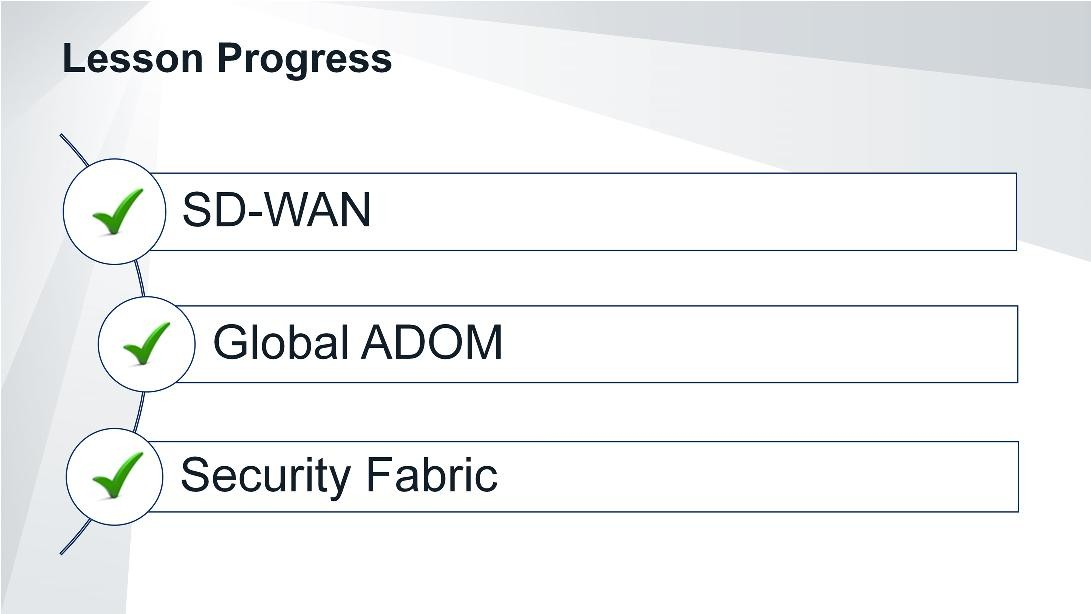 Lesson Progress
SD-WAN
Global ADOM
Security Fabric